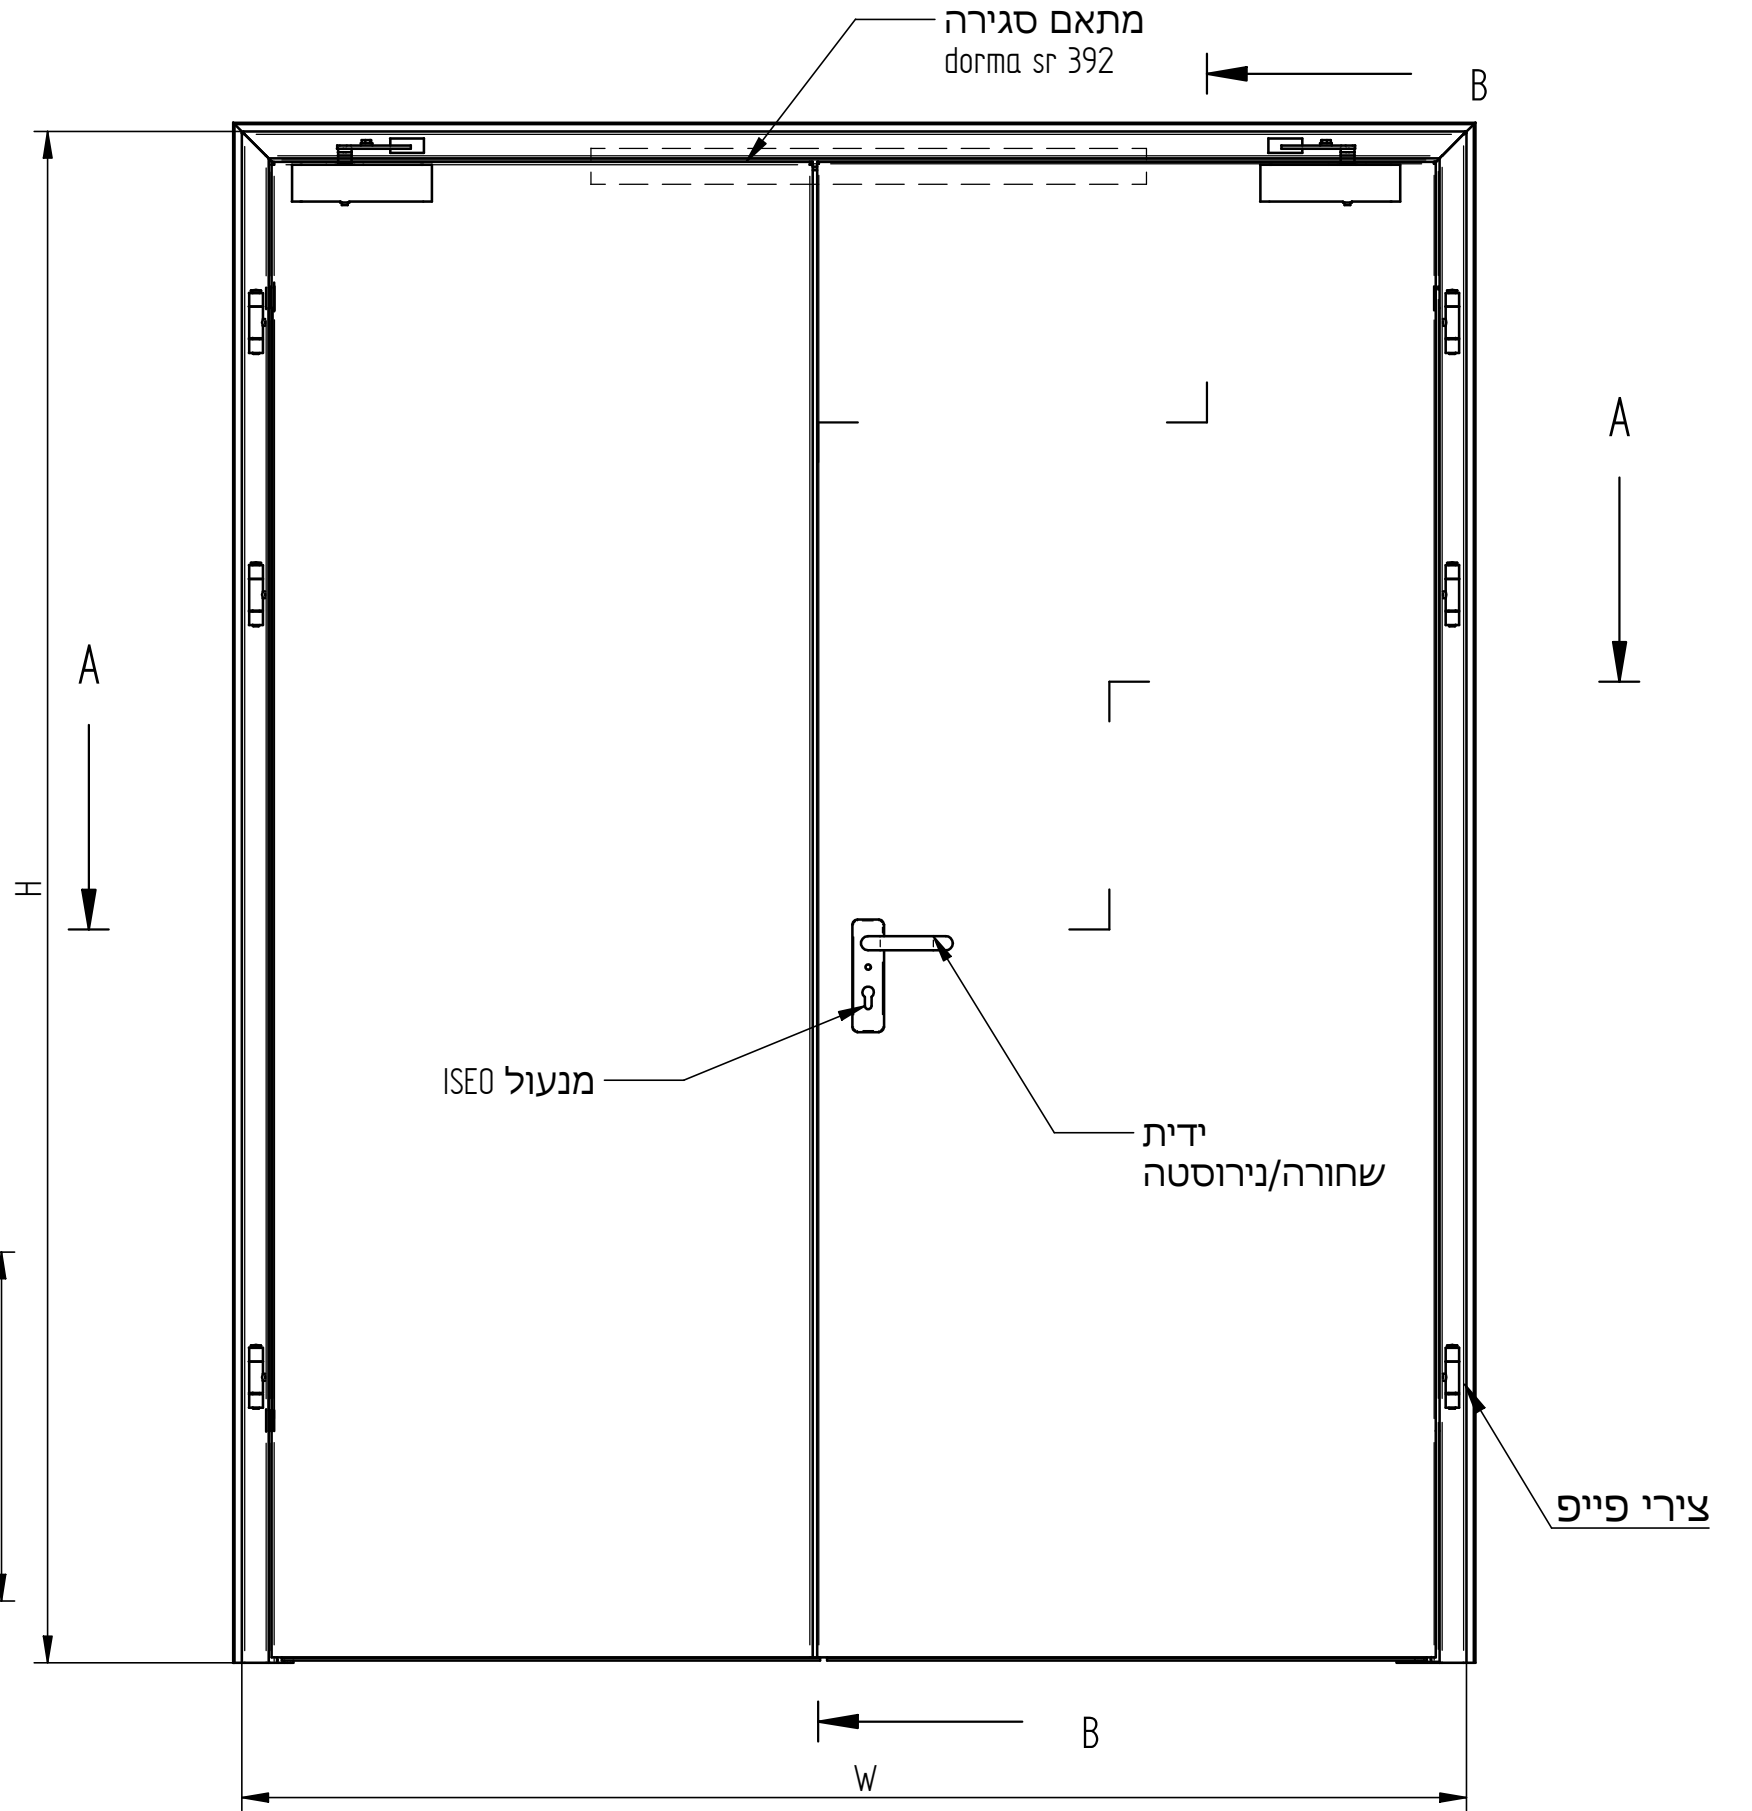 מתאם סגירה
dorma sr 392
B
A
A
H
מנעול ISEO
ידית
שחורה/נירוסטה
צירי פייפ
B
W